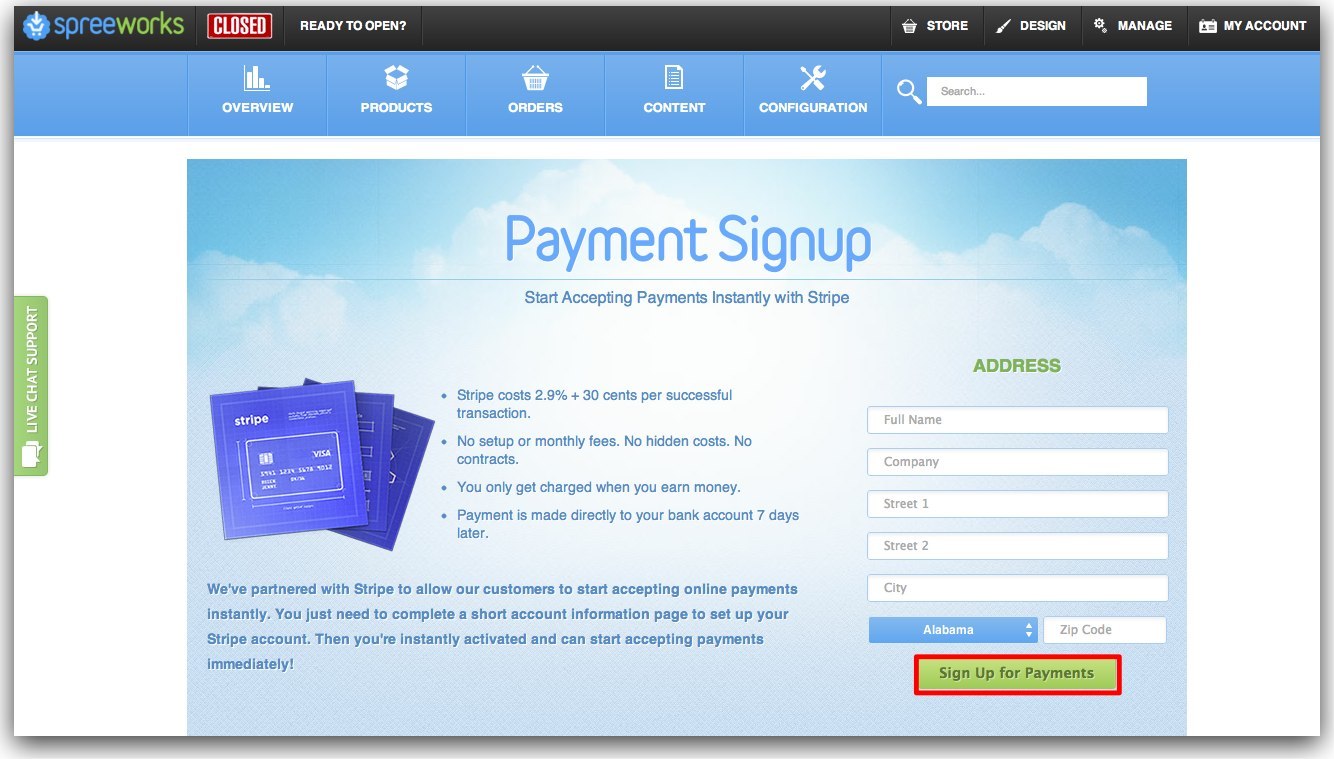 spreeworks
CLOSED
READY TO OPEN?
STORE
DESIGN
MANAGE
MY ACCOUNT
OVERVIEW
PRODUCTS
ORDERS
CONTENT
CONFIGURATION
Search...
Payment Signup
Start Accepting Payments Instantly with Stripe
LIVE CHAT SUPPORT
stripe
VISA
• Stripe costs 2.9% + 30 cents per successful
transaction.
• No setup or monthly fees. No hidden costs. No
contracts.
• You only get charged when you earn money.
• Payment is made directly to your bank account 7 days
later.
We've partnered with Stripe to allow our customers to start accepting online payments
instantly. You just need to complete a short account information page to set up your
Stripe account. Then you're instantly activated and can start accepting payments
immediately!
ADDRESS
Full Name
Company
Street 1
Street 2
City
Alabama
Zip Code
Sign Up for Payments